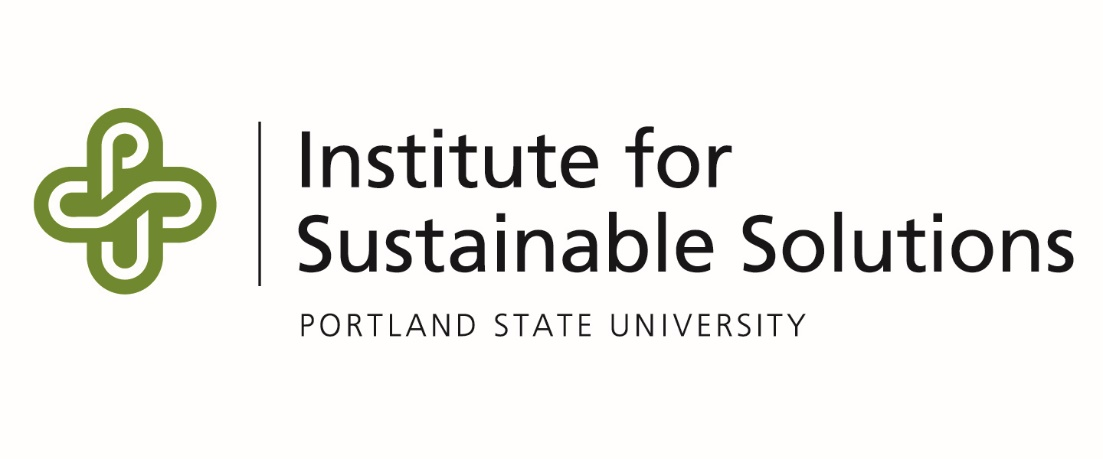 Institute for
Sustainable Solutions
PORTLAND STATE UNIVERSITY